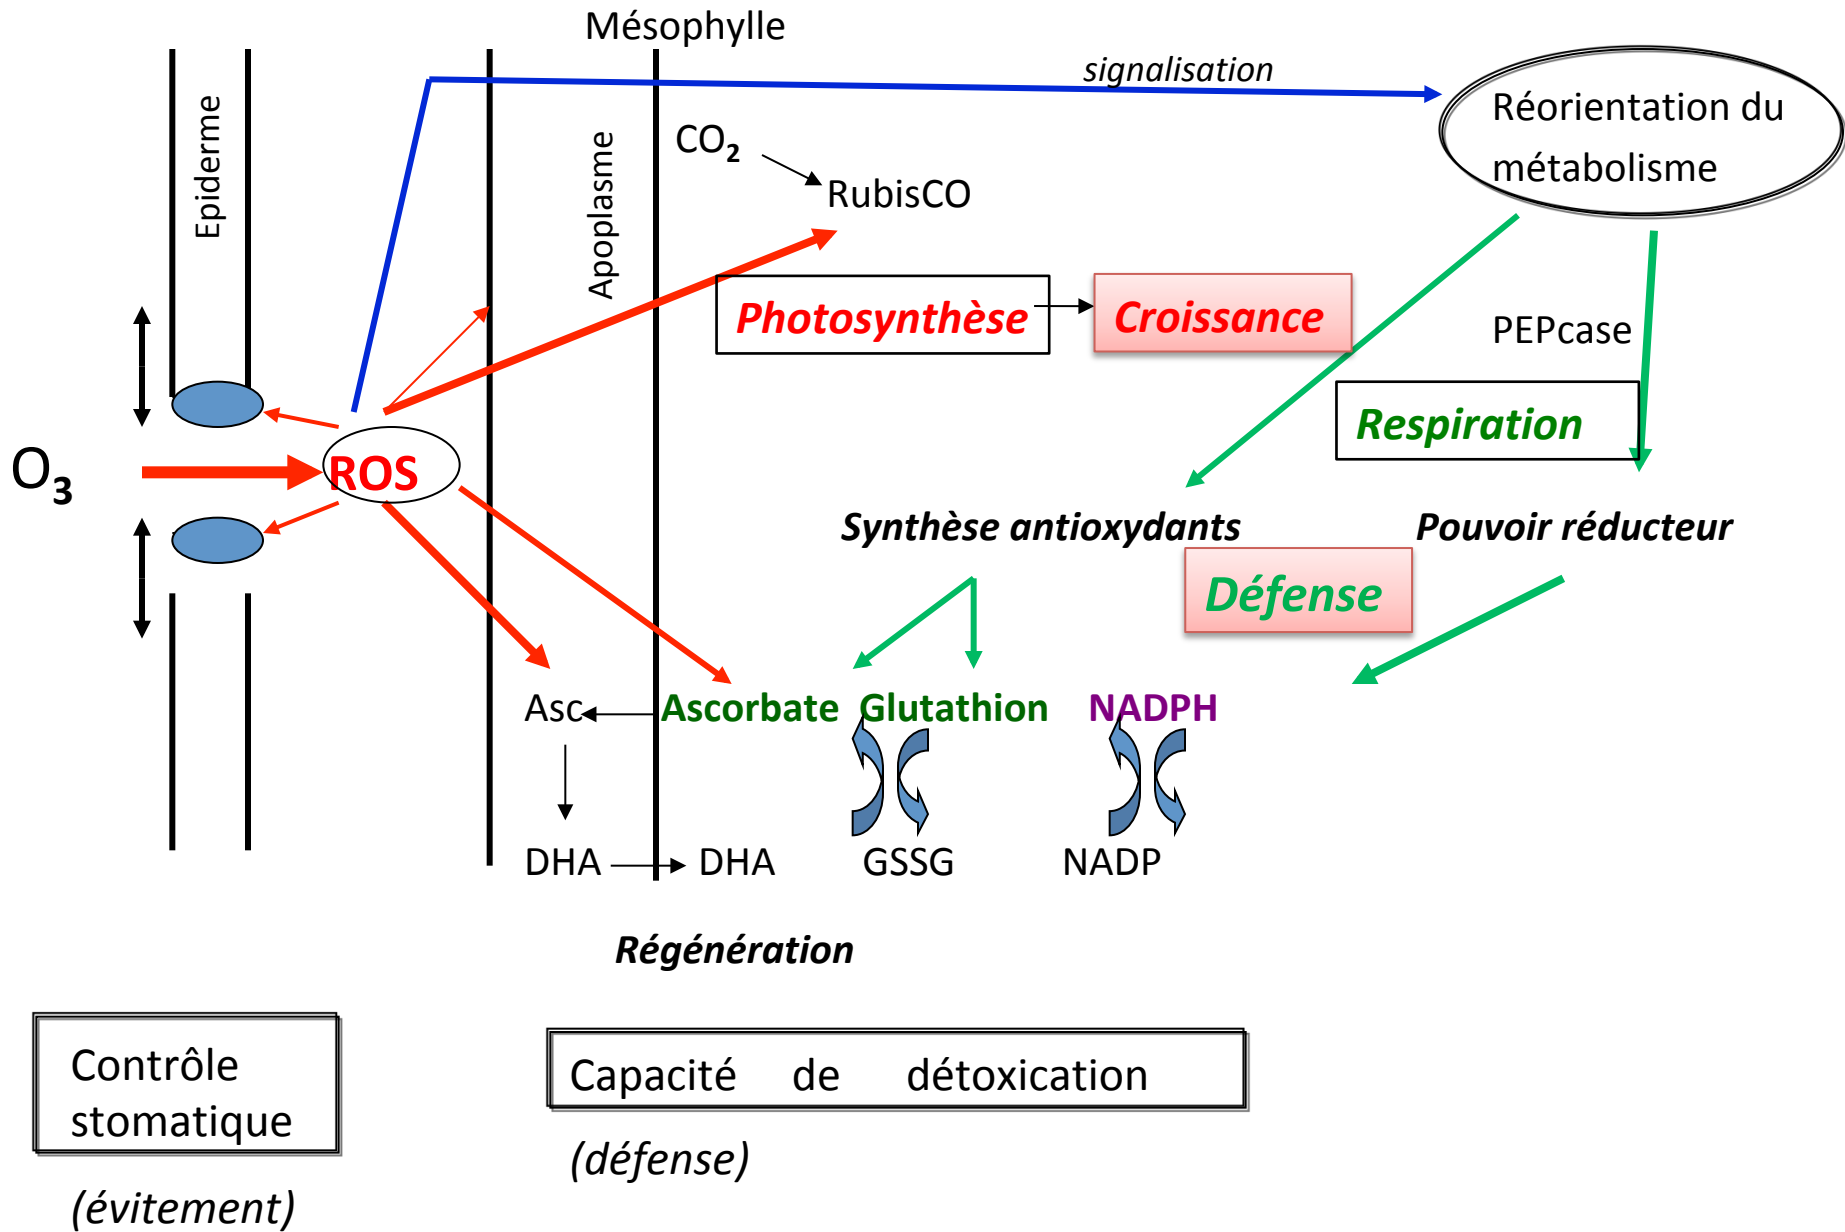 Mésophylle
signalisation
Epiderme
Apoplasme
CO2
RubisCO
Réorientation du
métabolisme
Photosynthèse
Croissance
PEPcase
Respiration
O3
ROS
Synthèse antioxydants
Pouvoir réducteur
Défense
Asc
Ascorbate
Glutathion
NADPH
DHA
DHA
GSSG
NADP
Régénération
Contrôle
stomatique
(évitement)
Capacité de détoxication
(défense)